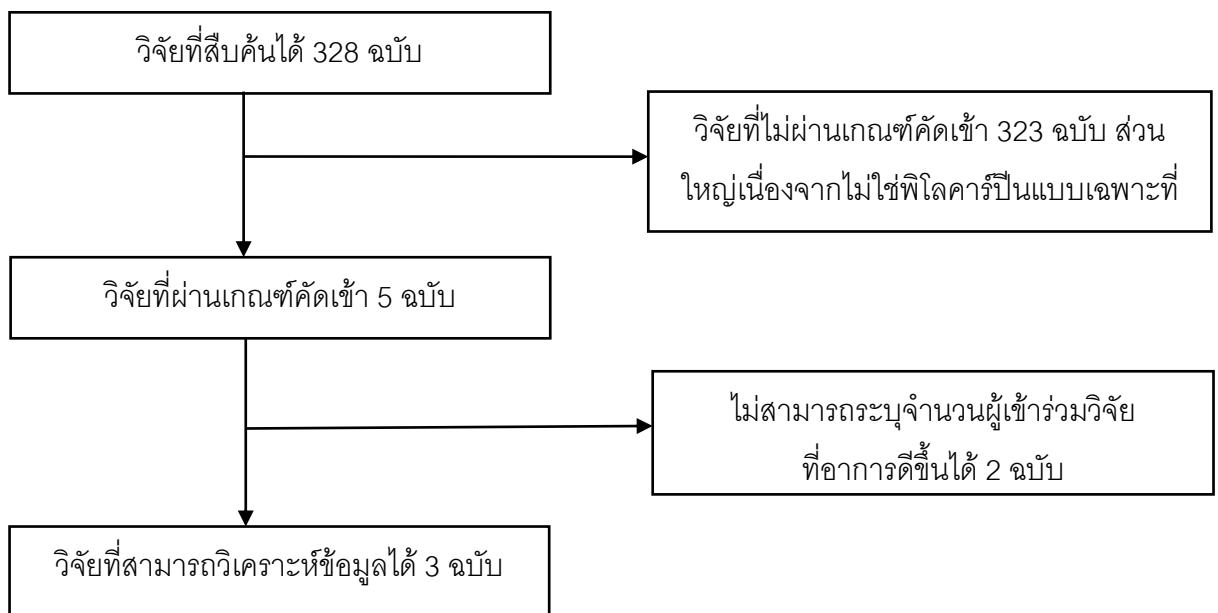 วิจัยที่สืบค้นได้ 328 ฉบับ
วิจัยที่ไม่ผ่านเกณฑ์คัดเข้า 323 ฉบับ ส่วน
ใหญ่เนื่องจากไม่ใช่พิโลคาร์ปีนแบบเฉพาะที่
วิจัยที่ผ่านเกณฑ์คัดเข้า 5 ฉบับ
ไม่สามารถระบุจำนวนผู้เข้าร่วมวิจัย
ที่อาการดีขึ้นได้ 2 ฉบับ
วิจัยที่สามารถวิเคราะห์ข้อมูลได้ 3 ฉบับ